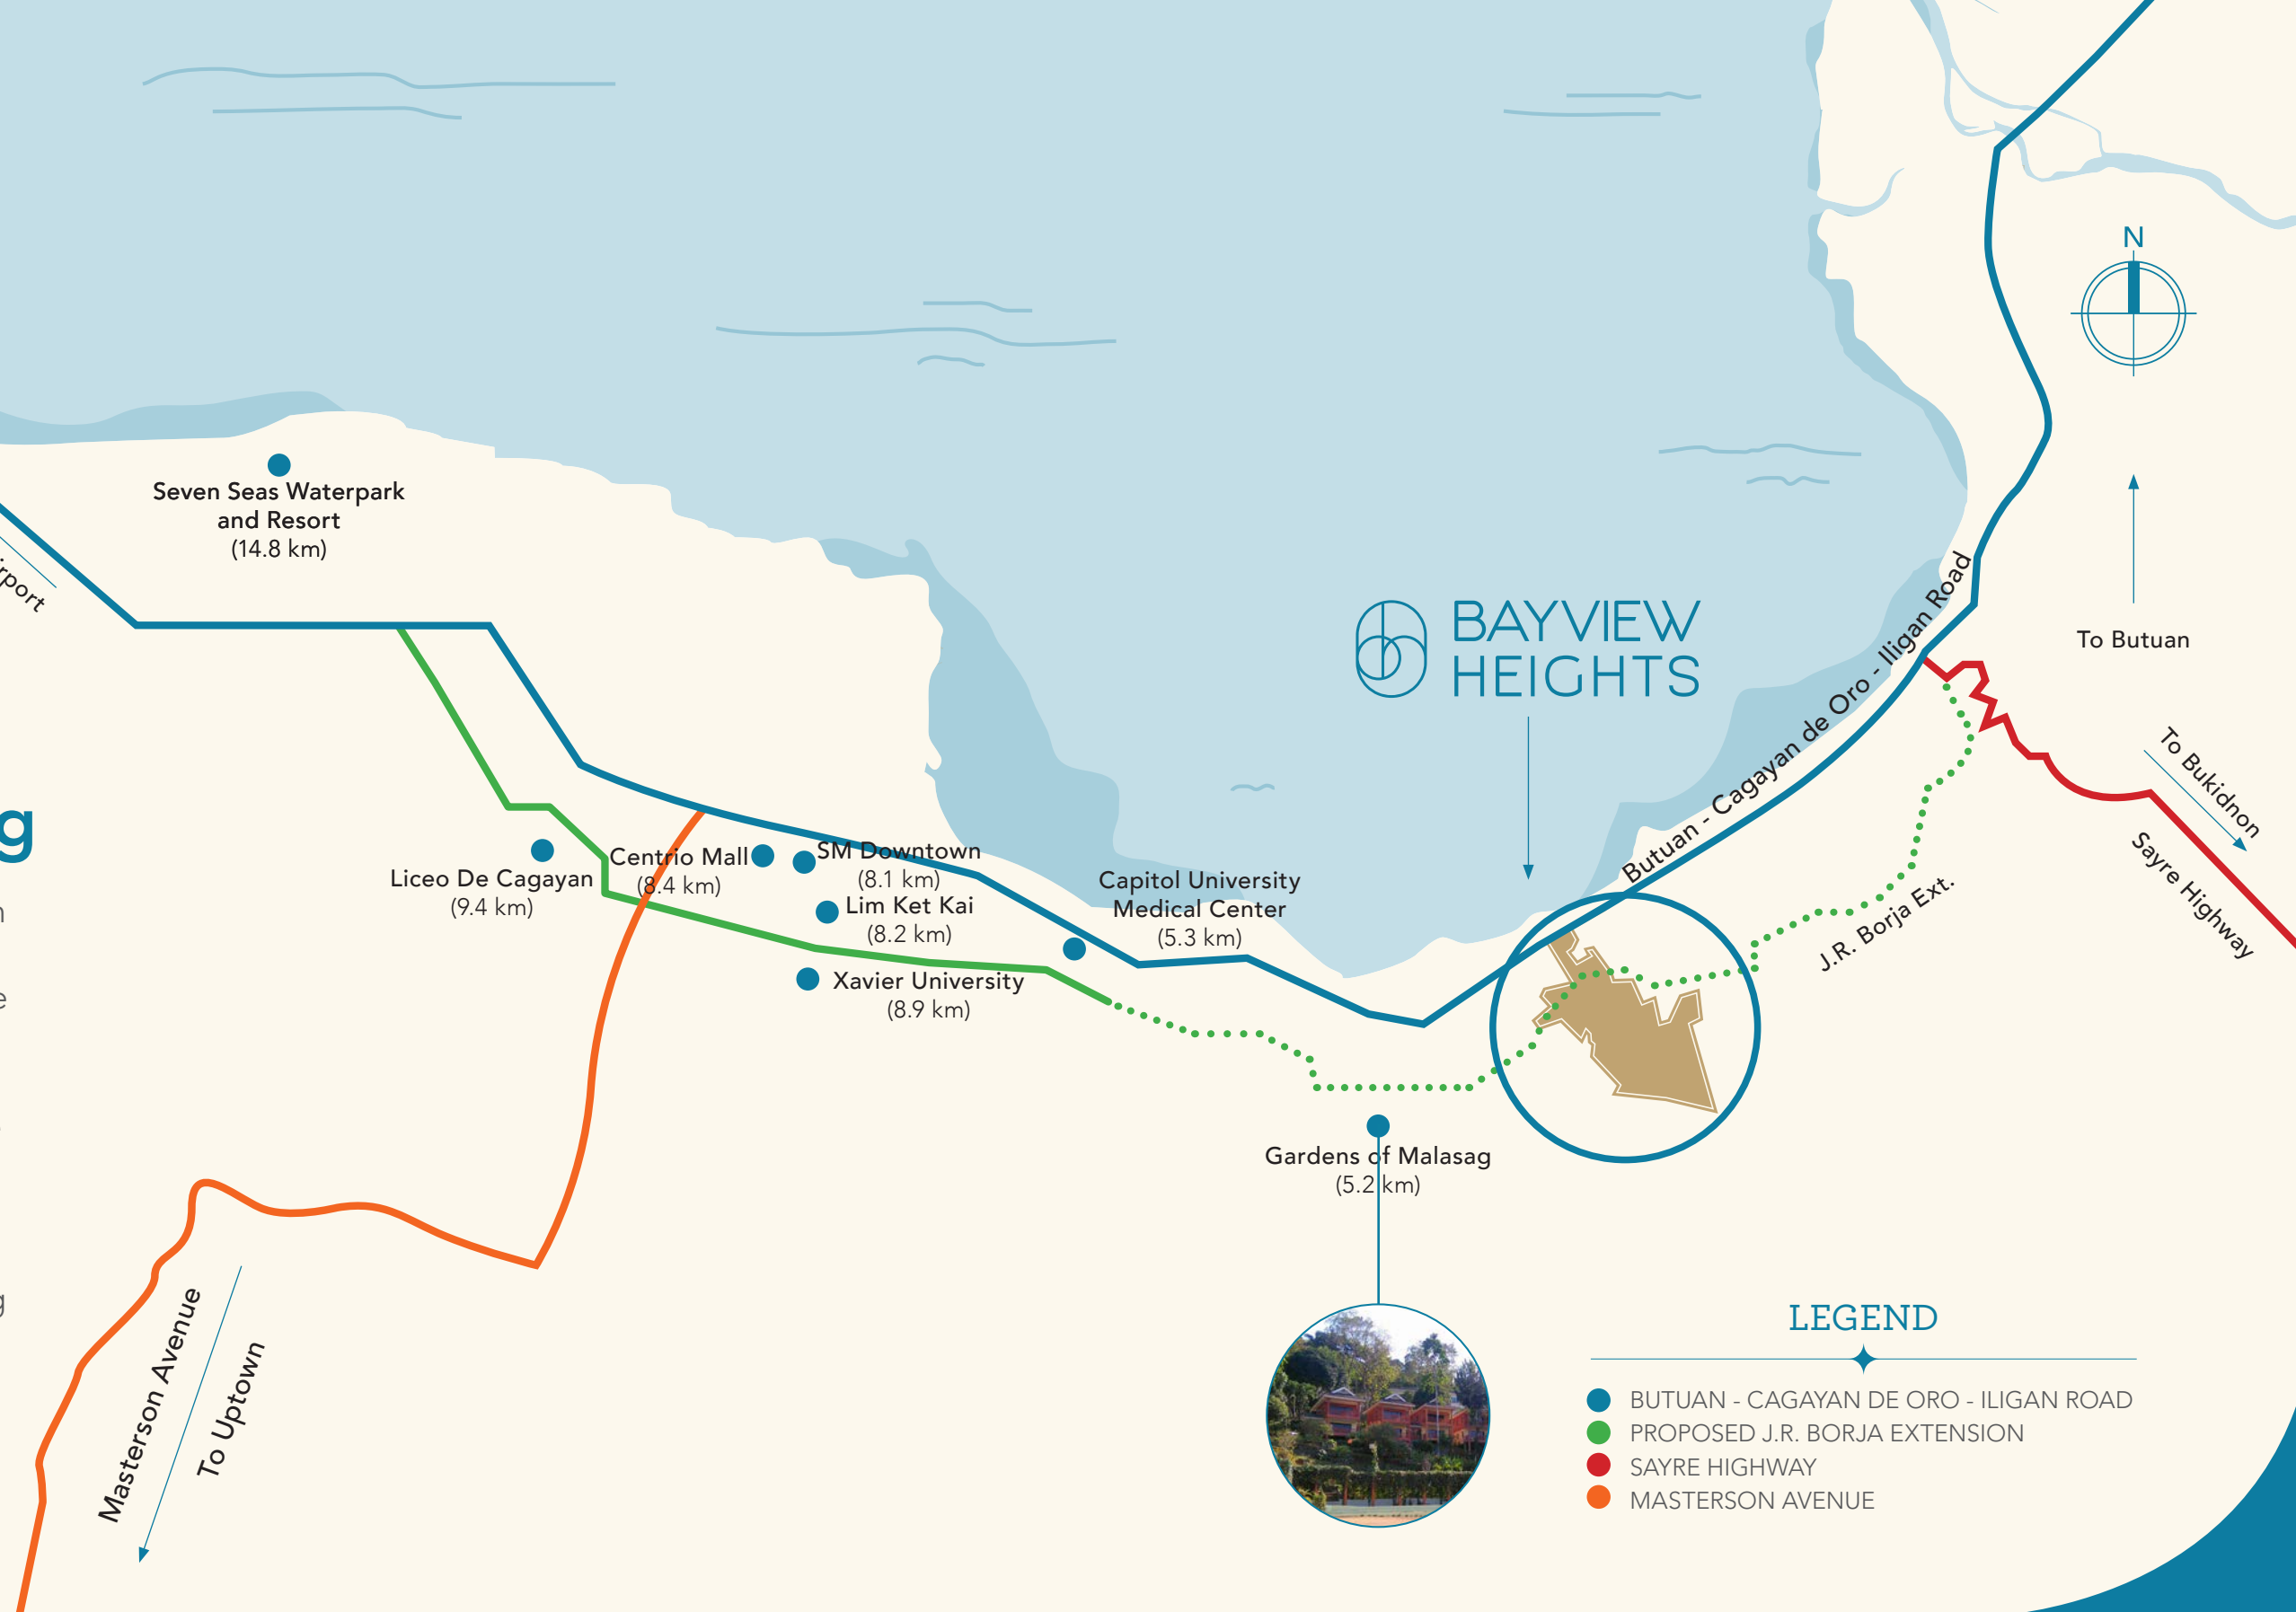 N
Seven Seas Waterpark
and Resort
(14.8 km)
BAYVIEW
HEIGHTS
Butuan - Cagayan de Oro - Iligan Road
To Butuan
To Bukidnon
Sayre Highway
J.R. Borja Ext.
Liceo De Cagayan
(9.4 km)
Centrio Mall
(8.4 km)
SM Downtown
(8.1 km)
Lim Ket Kai
(8.2 km)
Xavier University
(8.9 km)
Capitol University
Medical Center
(5.3 km)
Gardens of Malasag
(5.2 km)
Masterson Avenue
To Uptown
LEGEND
BUTUAN - CAGAYAN DE ORO - ILIGAN ROAD
PROPOSED J.R. BORJA EXTENSION
SAYRE HIGHWAY
MASTERSON AVENUE